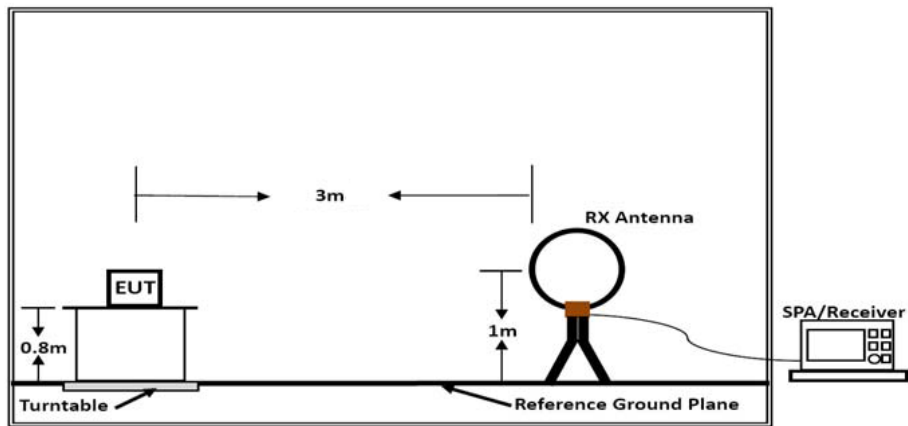 3m
RX Antenna
EUT
SPA/Receiver
1m
0.8m
Turntable
Reference Ground Plane